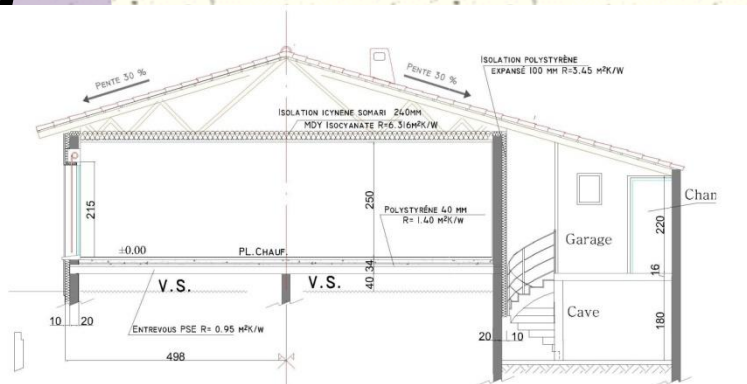 PENTE 30 %
PENTE 30 %
ISOLATION POLYSTYRÈNE
EXPANSÉ 100 MM R=3.45 M²K/W
ISOLATION ICYNENE SOMARI 240MM
MDY ISOCYANATE R=6.316M²K/W
215
250
POLYSTYRÉNE 40 MM
R= 1.40 M²K/W
Chan
220
Garage
±0.00
PL.CHAUF.
34
40
16
V.S.
V.S.
Cave
180
10
20
ENTREVOUS PSE R= 0.95 M²K/W
20
10
498